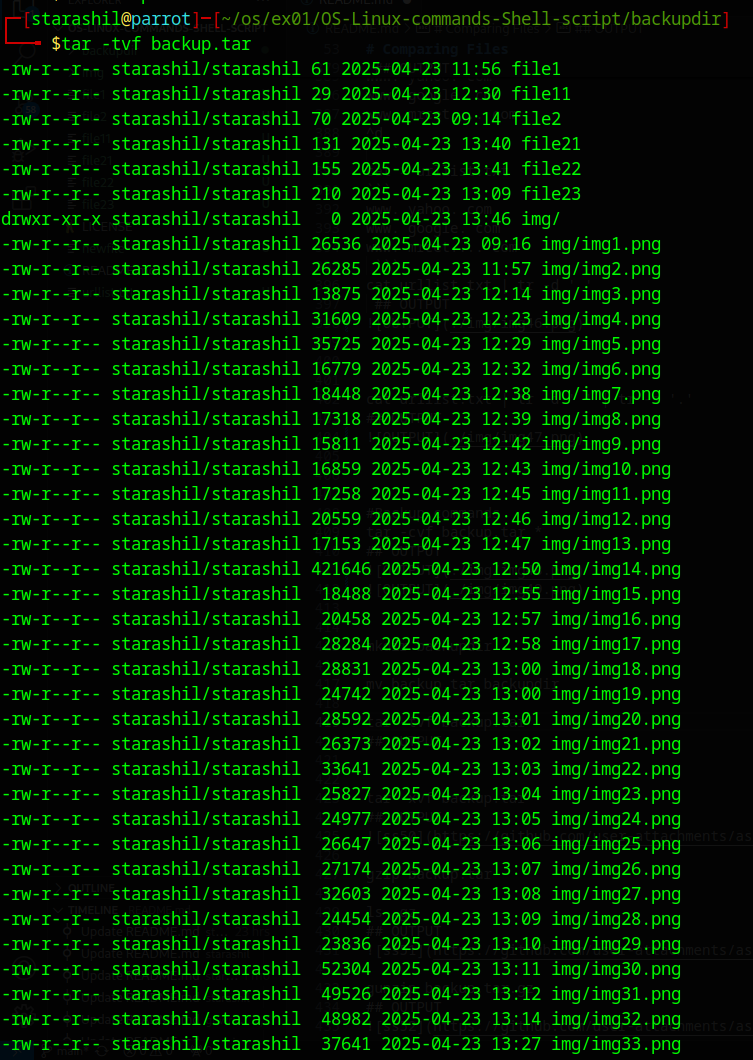 ┌─[starashil@parrot]─[~/os/ex01/OS-Linux-commands-Shell-script/backupdir]
└──╼ $tar -tvf backup.tar
-rw-r--r-- starashil/starashil 61 2025-04-23 11:56 file1
-rw-r--r-- starashil/starashil 29 2025-04-23 12:30 file11
-rw-r--r-- starashil/starashil 70 2025-04-23 09:14 file2
-rw-r--r-- starashil/starashil 131 2025-04-23 13:40 file21
-rw-r--r-- starashil/starashil 155 2025-04-23 13:41 file22
-rw-r--r-- starashil/starashil 210 2025-04-23 13:09 file23
drwxr-xr-x starashil/starashil   0 2025-04-23 13:46 img/
-rw-r--r-- starashil/starashil 26536 2025-04-23 09:16 img/img1.png
-rw-r--r-- starashil/starashil 26285 2025-04-23 11:57 img/img2.png
-rw-r--r-- starashil/starashil 13875 2025-04-23 12:14 img/img3.png
-rw-r--r-- starashil/starashil 31609 2025-04-23 12:23 img/img4.png
-rw-r--r-- starashil/starashil 35725 2025-04-23 12:29 img/img5.png
-rw-r--r-- starashil/starashil 16779 2025-04-23 12:32 img/img6.png
-rw-r--r-- starashil/starashil 18448 2025-04-23 12:38 img/img7.png
-rw-r--r-- starashil/starashil 17318 2025-04-23 12:39 img/img8.png
-rw-r--r-- starashil/starashil 15811 2025-04-23 12:42 img/img9.png
-rw-r--r-- starashil/starashil 16859 2025-04-23 12:43 img/img10.png
-rw-r--r-- starashil/starashil 17258 2025-04-23 12:45 img/img11.png
-rw-r--r-- starashil/starashil 20559 2025-04-23 12:46 img/img12.png
-rw-r--r-- starashil/starashil 17153 2025-04-23 12:47 img/img13.png
-rw-r--r-- starashil/starashil 421646 2025-04-23 12:50 img/img14.png
-rw-r--r-- starashil/starashil  18488 2025-04-23 12:55 img/img15.png
-rw-r--r-- starashil/starashil  20458 2025-04-23 12:57 img/img16.png
-rw-r--r-- starashil/starashil  28284 2025-04-23 12:58 img/img17.png
-rw-r--r-- starashil/starashil  28831 2025-04-23 13:00 img/img18.png
-rw-r--r-- starashil/starashil  24742 2025-04-23 13:00 img/img19.png
-rw-r--r-- starashil/starashil  28592 2025-04-23 13:01 img/img20.png
-rw-r--r-- starashil/starashil  26373 2025-04-23 13:02 img/img21.png
-rw-r--r-- starashil/starashil  33641 2025-04-23 13:03 img/img22.png
-rw-r--r-- starashil/starashil  25827 2025-04-23 13:04 img/img23.png
-rw-r--r-- starashil/starashil  24977 2025-04-23 13:05 img/img24.png
-rw-r--r-- starashil/starashil  26647 2025-04-23 13:06 img/img25.png
-rw-r--r-- starashil/starashil  27174 2025-04-23 13:07 img/img26.png
-rw-r--r-- starashil/starashil  32603 2025-04-23 13:08 img/img27.png
-rw-r--r-- starashil/starashil  24454 2025-04-23 13:09 img/img28.png
-rw-r--r-- starashil/starashil  23836 2025-04-23 13:10 img/img29.png
-rw-r--r-- starashil/starashil  52304 2025-04-23 13:11 img/img30.png
-rw-r--r-- starashil/starashil  49526 2025-04-23 13:12 img/img31.png
-rw-r--r-- starashil/starashil  48982 2025-04-23 13:14 img/img32.png
-rw-r--r-- starashil/starashil  37641 2025-04-23 13:27 img/img33.png